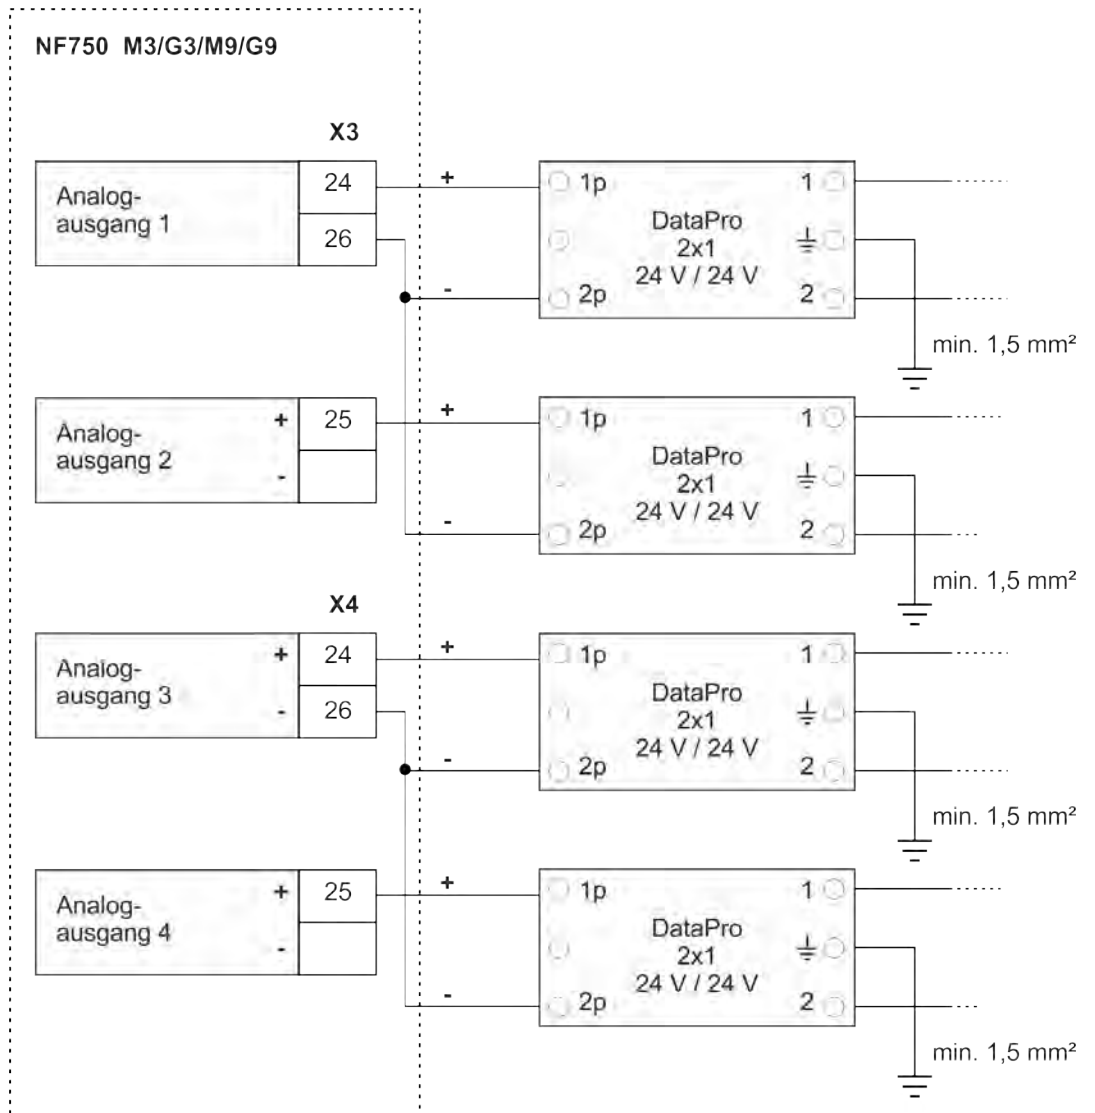 NF750 M3/G3/M9/G9
X3
Analog-
ausgang 1
24
26
+
-
1p
2p
DataPro
2x1
24 V / 24 V
1
2
min. 1,5 mm²
Analog-
ausgang 2
+
-
25
+
-
1p
2p
DataPro
2x1
24 V / 24 V
1
2
min. 1,5 mm²
X4
Analog-
ausgang 3
+
-
24
26
+
-
1p
2p
DataPro
2x1
24 V / 24 V
1
2
min. 1,5 mm²
Analog-
ausgang 4
+
-
25
+
-
1p
2p
DataPro
2x1
24 V / 24 V
1
2
min. 1,5 mm²